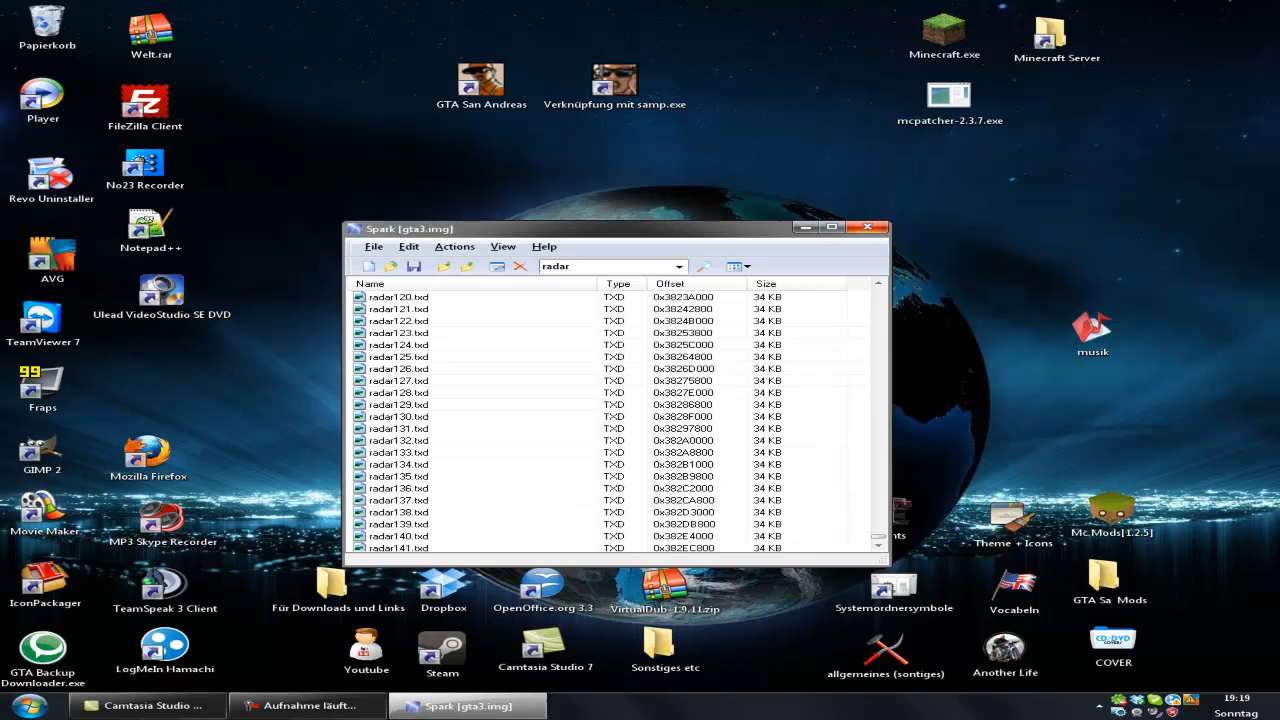 Papierkorb
Welt.rar
GTA San Andreas
Verknüpfung mit samp.exe
Minecraft.exe
Minecraft Server
Player
FileZilla Client
mcpatcher-2.3.7.exe
Revo Uninstaller
No23 Recorder
Notepad++
AVG
Ulead VideoStudio SE DVD
TeamViewer 7
99
Fraps
GIMP 2
Mozilla Firefox
Movie Maker
MP3 Skype Recorder
IconPackager
TeamSpeak 3 Client
GTA Backup
Downloader.exe
LogMeIn Hamachi
Spark [gta3.img]
File Edit Actions View Help
radar
Name Type Offset Size
radar120.txd TXD 0x3823A000 34 KB
radar121.txd TXD 0x38242800 34 KB
radar122.txd TXD 0x3824B000 34 KB
radar123.txd TXD 0x38253800 34 KB
radar124.txd TXD 0x3825C000 34 KB
radar125.txd TXD 0x38264800 34 KB
radar126.txd TXD 0x3826D000 34 KB
radar127.txd TXD 0x38275800 34 KB
radar128.txd TXD 0x3827E000 34 KB
radar129.txd TXD 0x38286800 34 KB
radar130.txd TXD 0x3828F000 34 KB
radar131.txd TXD 0x38297800 34 KB
radar132.txd TXD 0x382A0000 34 KB
radar133.txd TXD 0x382A8800 34 KB
radar134.txd TXD 0x382B1000 34 KB
radar135.txd TXD 0x382B9800 34 KB
radar136.txd TXD 0x382C2000 34 KB
radar137.txd TXD 0x382CA800 34 KB
radar138.txd TXD 0x382D3000 34 KB
radar139.txd TXD 0x382DB800 34 KB
radar140.txd TXD 0x382E4000 34 KB
radar141.txd TXD 0x382EC800 34 KB
musik
nts
Theme + Icons
Mc Mods[1.2.5]
Für Downloads und Links
Dropbox
OpenOffice.org 3.3
VirtualDub-1.9.11.zip
Systemordnersymbole
Vocabeln
GTA Sa Mods
Youtube
Steam
Camtasia Studio 7
Sonstiges etc
allgemeines (sontiges)
Another Life
CD-DVD
COVERS
COVER
Camtasia Studio ...
Aufnahme läuft...
Spark [gta3.img]
19:19
Sonntag